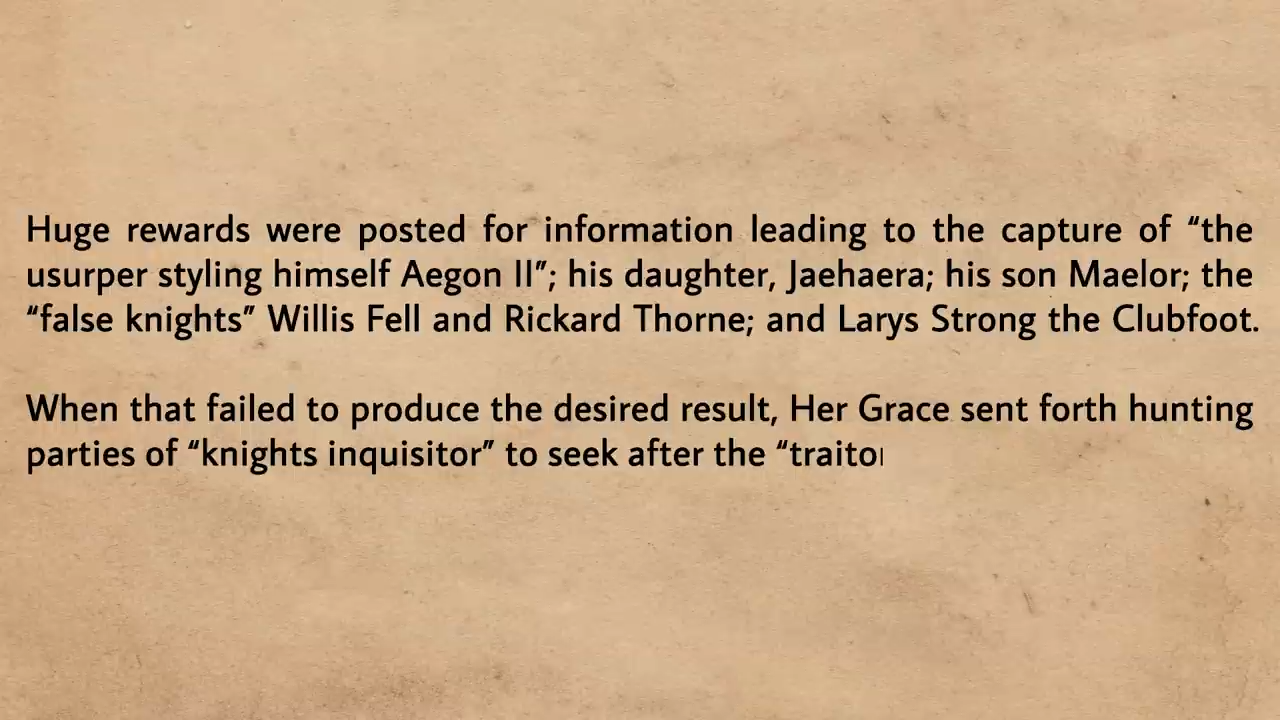 Huge rewards were posted for information leading to the capture of “the
usurper styling himself Aegon II”; his daughter, Jaehaera; his son Maelor; the
“false knights” Willis Fell and Rickard Thorne; and Larys Strong the Clubfoot.
When that failed to produce the desired result, Her Grace sent forth hunting
parties of “knights inquisitor” to seek after the